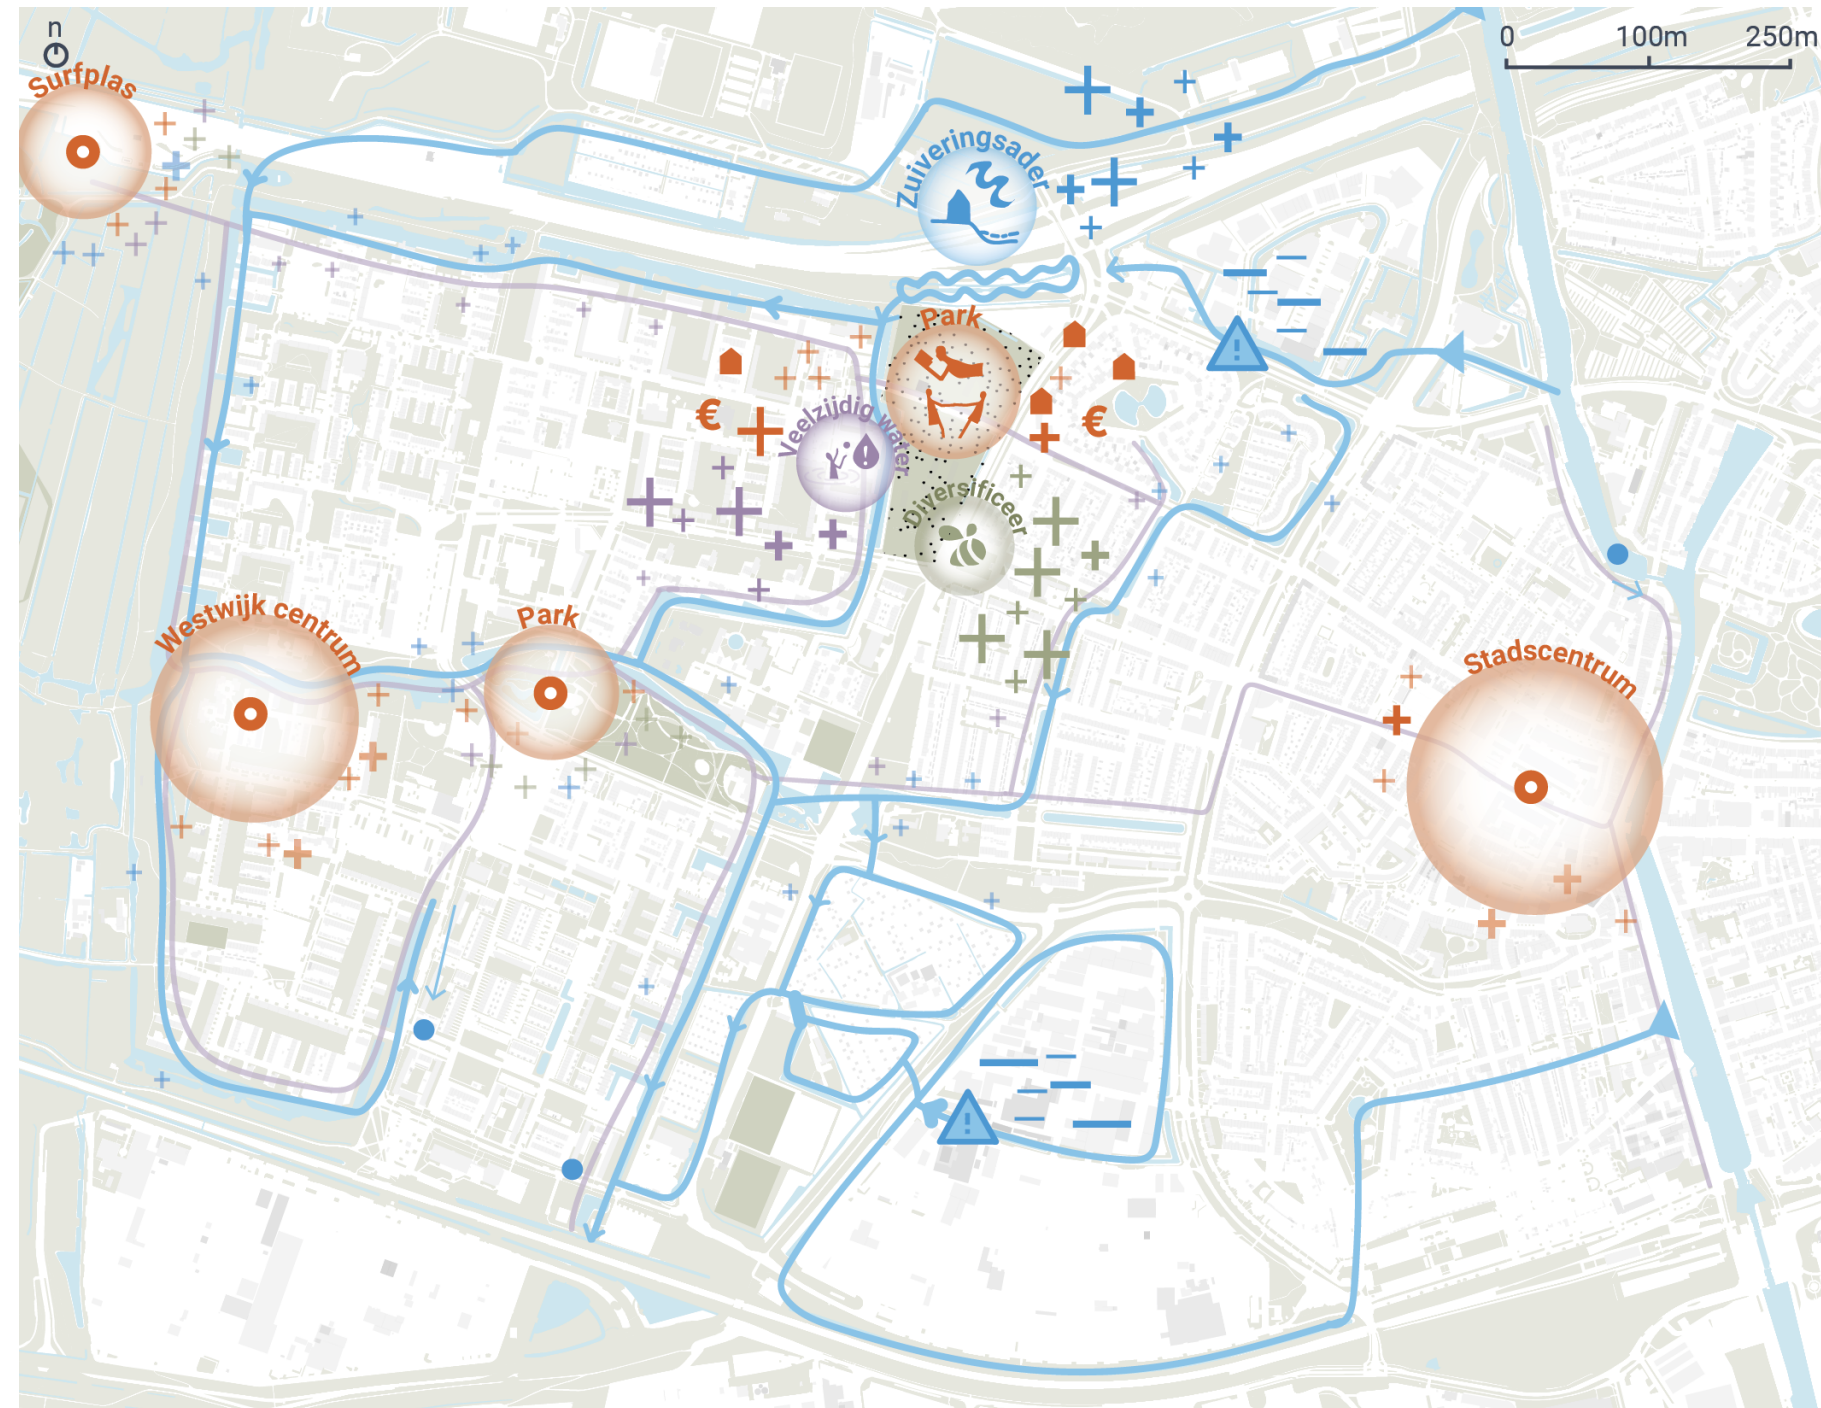 n
0 100m 250m
Surfplas
Zuiveringsader
Park
€
€
Veelzijdig water
!
!
Diversificeer
Westwijk centrum
Park
Stadscentrum
!